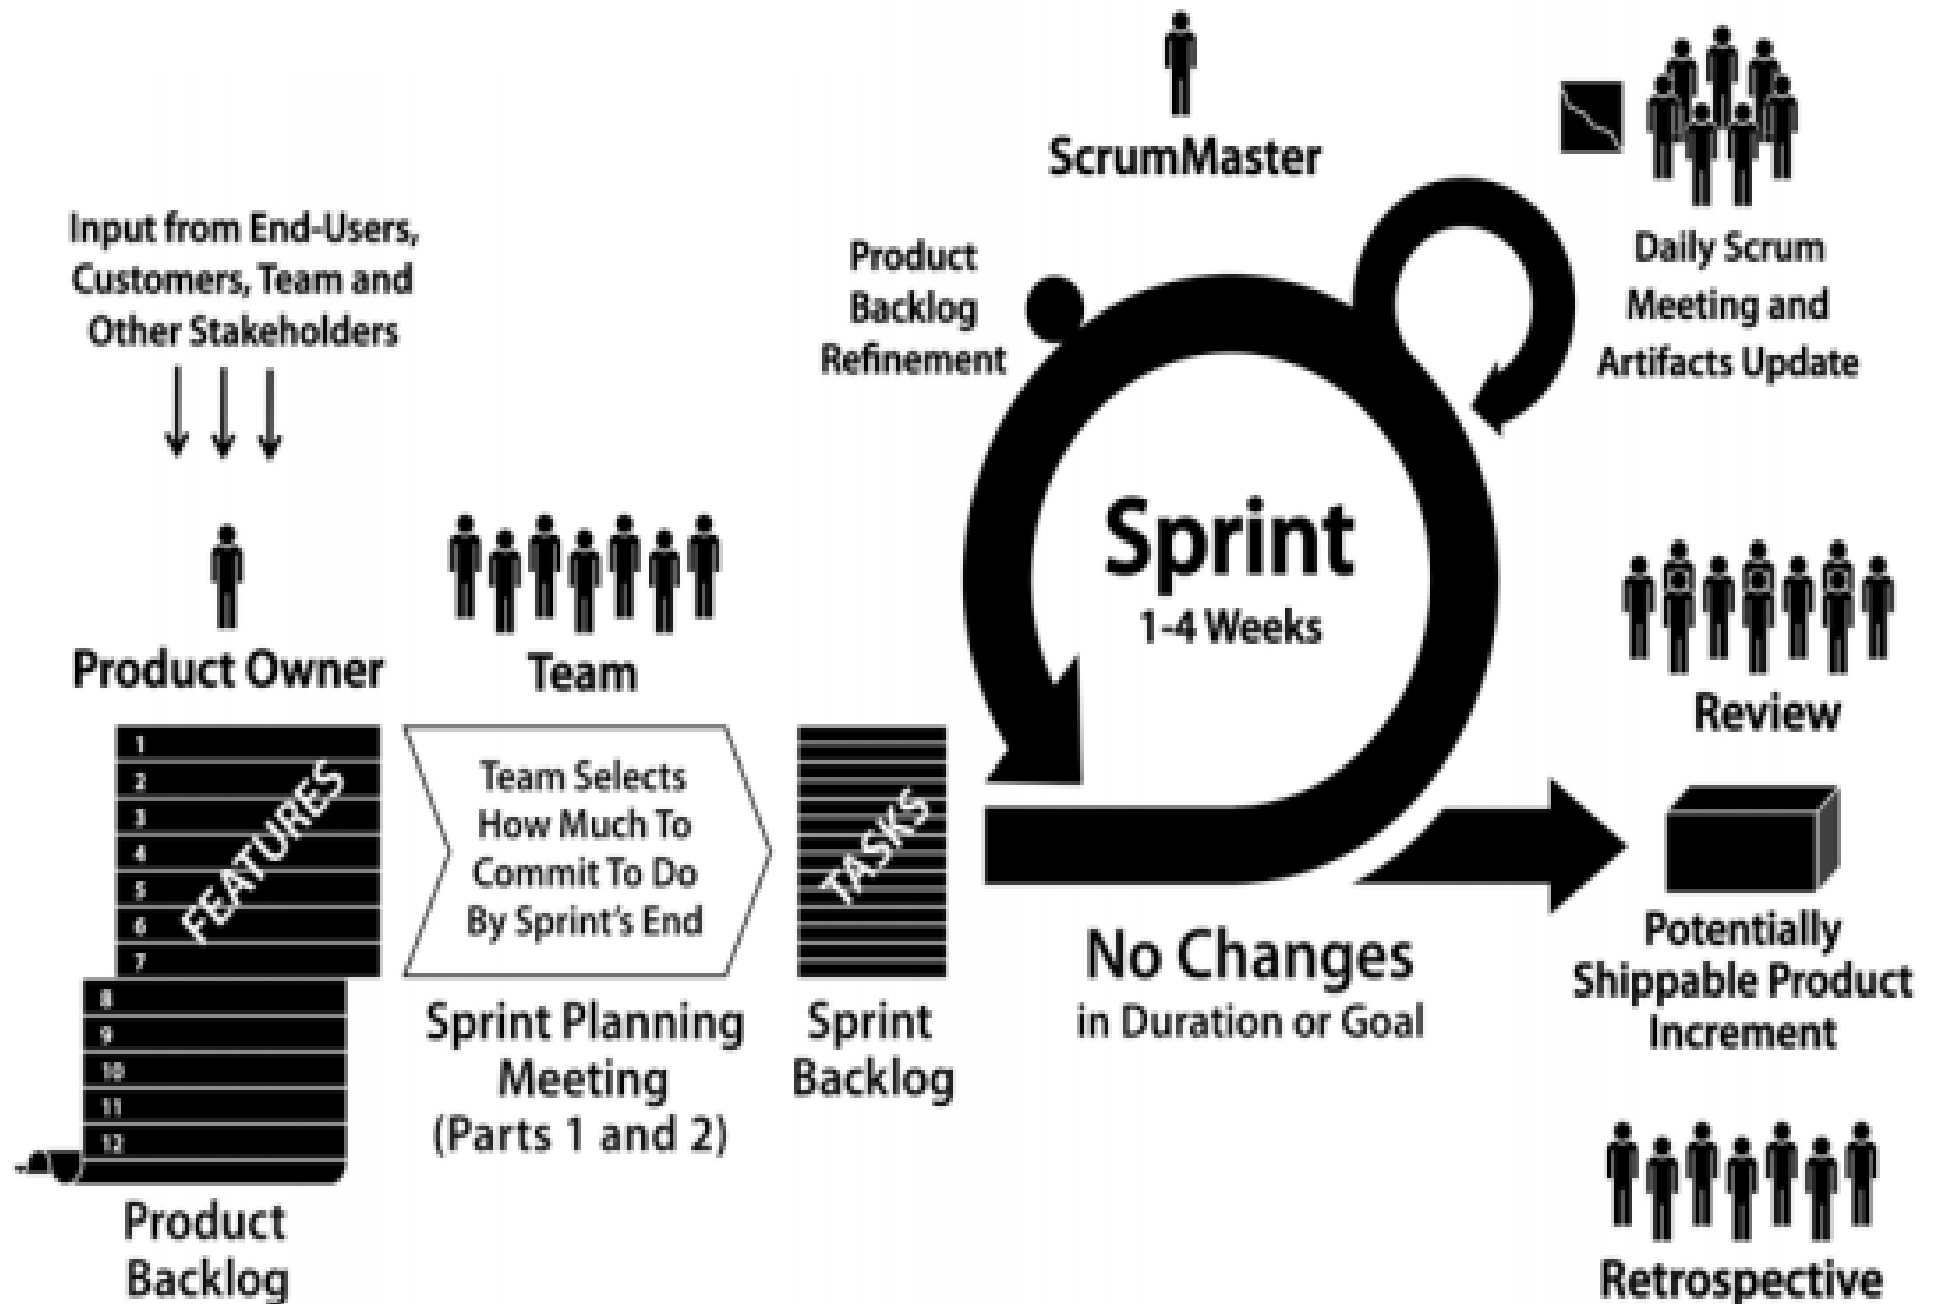 ScrumMaster
Input from End-Users,
Customers, Team and
Other Stakeholders
Product
Backlog
Refinement
Daily Scrum
Meeting and
Artifacts Update
Product Owner
Team
Sprint
1-4 Weeks
Review
1
2
3
4
5
6
7
FEATURES
8
9
10
11
12
Team Selects
How Much To
Commit To Do
By Sprint's End
TASKS
Product
Backlog
Sprint Planning
Meeting
(Parts 1 and 2)
Sprint
Backlog
No Changes
in Duration or Goal
Potentially
Shippable Product
Increment
Retrospective